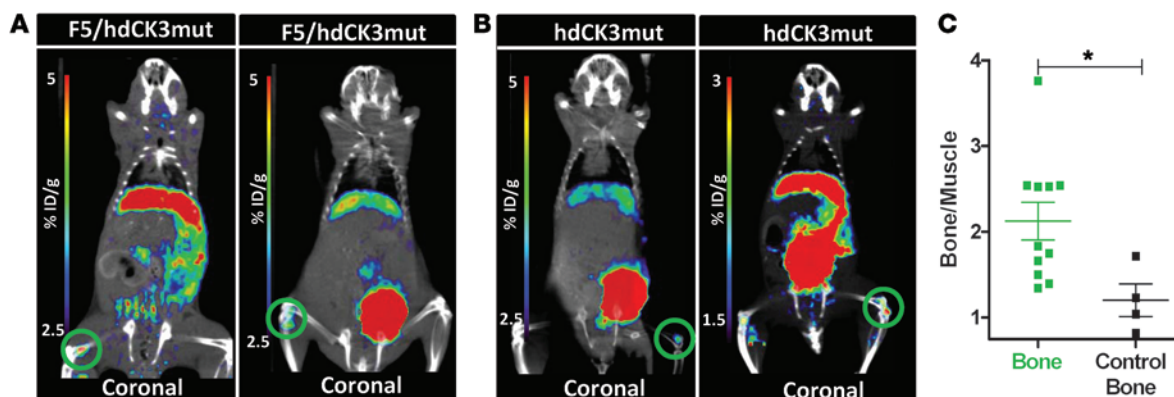 A
F5/hdCK3mut
F5/hdCK3mut
5
% ID/g
2.5
Coronal
5
% ID/g
2.5
Coronal
B
hdCK3mut
hdCK3mut
5
% ID/g
2.5
Coronal
3
% ID/g
1.5
Coronal
C
*
Bone/Muscle
4
3
2
1
Bone
Control
Bone